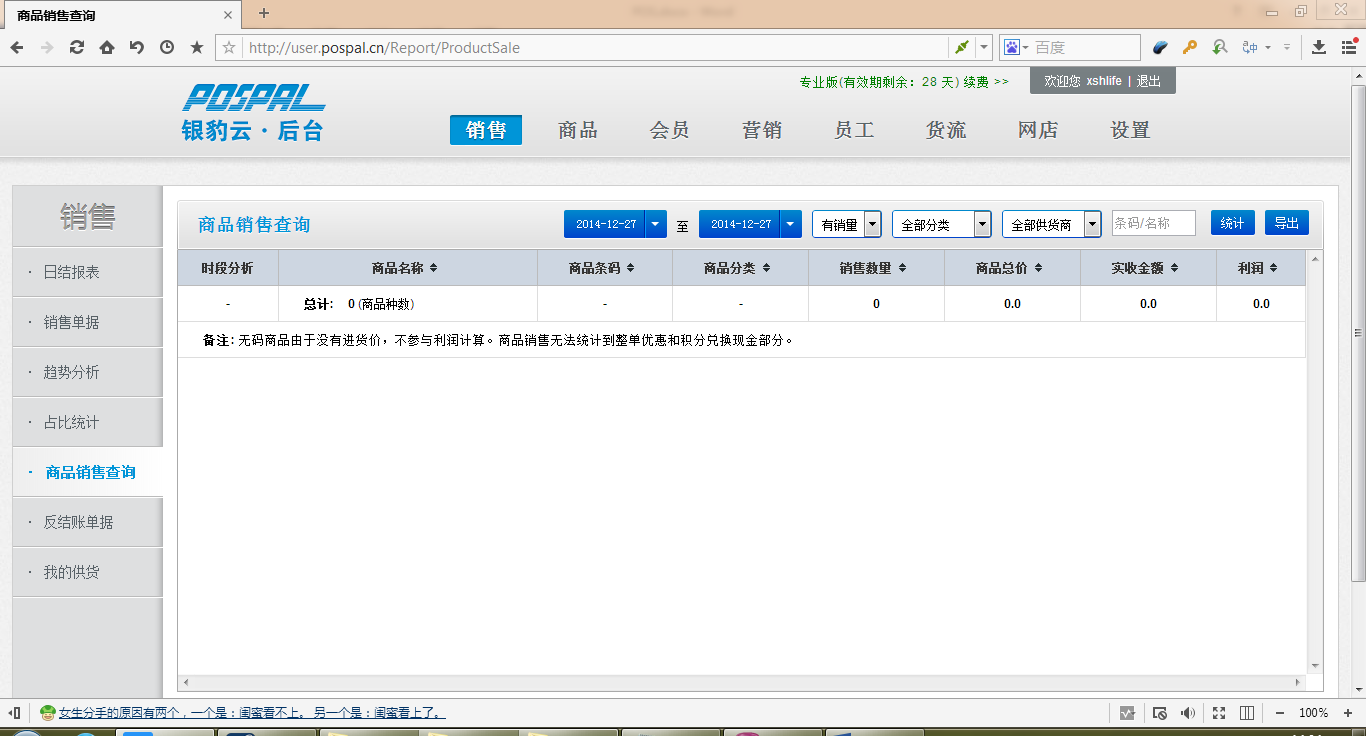 商品销售查询
http://user.pospal.cn/Report/ProductSale
百度
专业版(有效期剩余：28 天) 续费 >>
欢迎您 xshlife | 退出
POSPAL
银豹云·后台
销售 商品 会员 营销 员工 货流 网店 设置
销售
· 日结报表
· 销售单据
· 趋势分析
· 占比统计
· 商品销售查询
· 反结账单据
· 我的供货
商品销售查询 2014-12-27 至 2014-12-27 有销量 全部分类 全部供货商 条码/名称 统计 导出
时段分析 商品名称 商品条码 商品分类 销售数量 商品总价 实收金额 利润
- 总计： 0 (商品种数) - - 0 0.0 0.0 0.0
备注: 无码商品由于没有进货价，不参与利润计算。商品销售无法统计到整单优惠和积分兑换现金部分。
女生分手的原因有两个，一个是：闺蜜看不上。 另一个是：闺蜜看上了。
100%